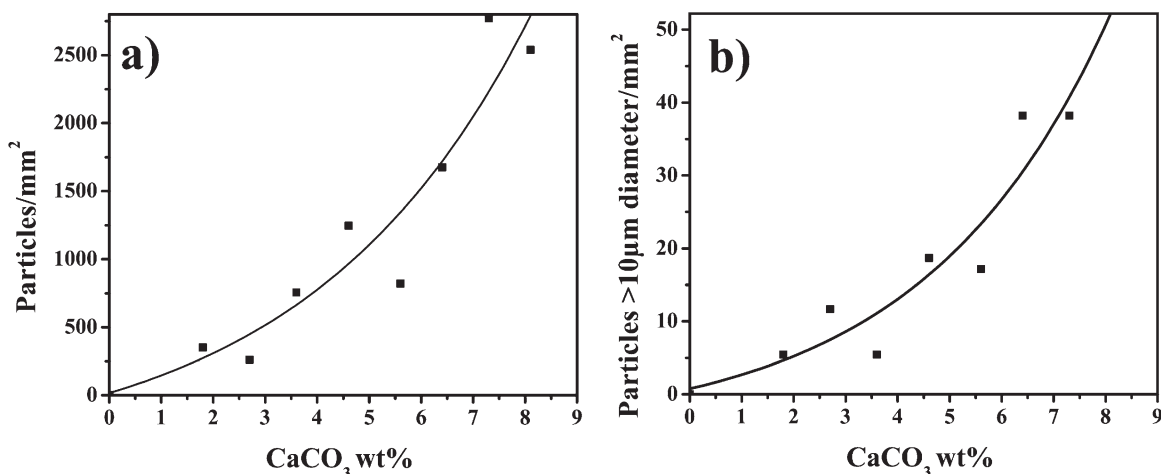 a)
Particles/mm²
2500
2000
1500
1000
500
0
0 1 2 3 4 5 6 7 8 9
CaCO₃ wt%
b)
Particles >10µm diameter/mm²
50
40
30
20
10
0
0 1 2 3 4 5 6 7 8 9
CaCO₃ wt%